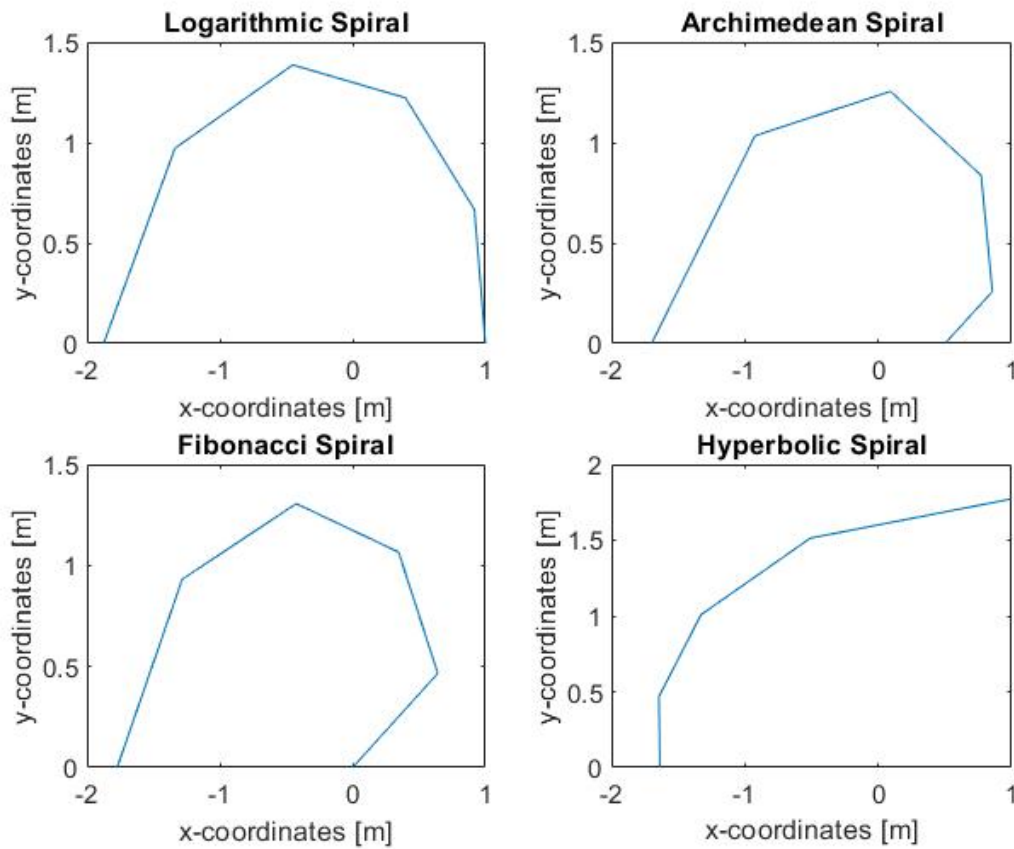 Logarithmic Spiral
1.5
1
0.5
0
y-coordinates [m]
-2
-1
0
1
x-coordinates [m]
Archimedean Spiral
1.5
1
0.5
0
y-coordinates [m]
-2
-1
0
1
x-coordinates [m]
Fibonacci Spiral
1.5
1
0.5
0
y-coordinates [m]
-2
-1
0
1
x-coordinates [m]
Hyperbolic Spiral
2
1.5
1
0.5
0
y-coordinates [m]
-2
-1
0
1
x-coordinates [m]